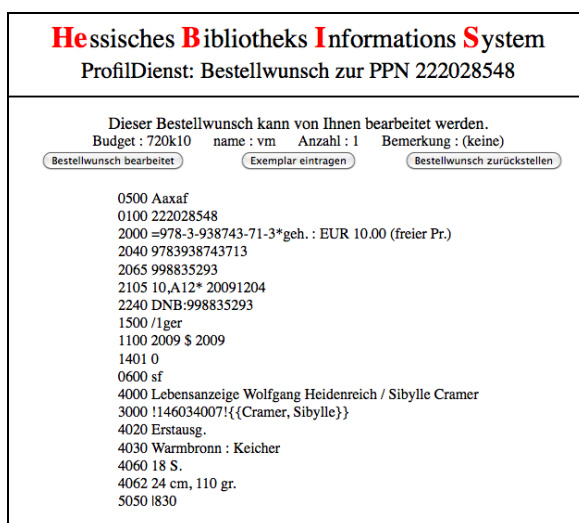 Hessisches Bibliotheks Informations System
ProfilDienst: Bestellwunsch zur PPN 222028548
Dieser Bestellwunsch kann von Ihnen bearbeitet werden.
Budget : 720k10 name : vm Anzahl : 1 Bemerkung : (keine)
Bestellwunsch bearbeitet Exemplar eintragen Bestellwunsch zurückstellen
0500 Aaxaf
0100 222028548
2000 =978-3-938743-71-3*geh. : EUR 10.00 (freier Pr.)
2040 9783938743713
2065 998835293
2105 10,A12* 20091204
2240 DNB:998835293
1500 /1ger
1100 2009 $ 2009
1401 0
0600 sf
4000 Lebensanzeige Wolfgang Heidenreich / Sibylle Cramer
3000 !146034007!{{Cramer, Sibylle}}
4020 Erstausg.
4030 Warmbronn : Keicher
4060 18 S.
4062 24 cm, 110 gr.
5050 |830